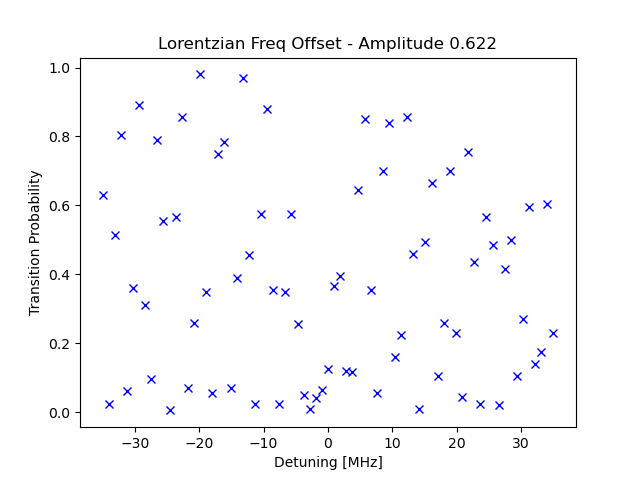 Lorentzian Freq Offset - Amplitude 0.622
1.0
0.8
0.6
0.4
0.2
0.0
Transition Probability
−30 −20 −10 0 10 20 30
Detuning [MHz]